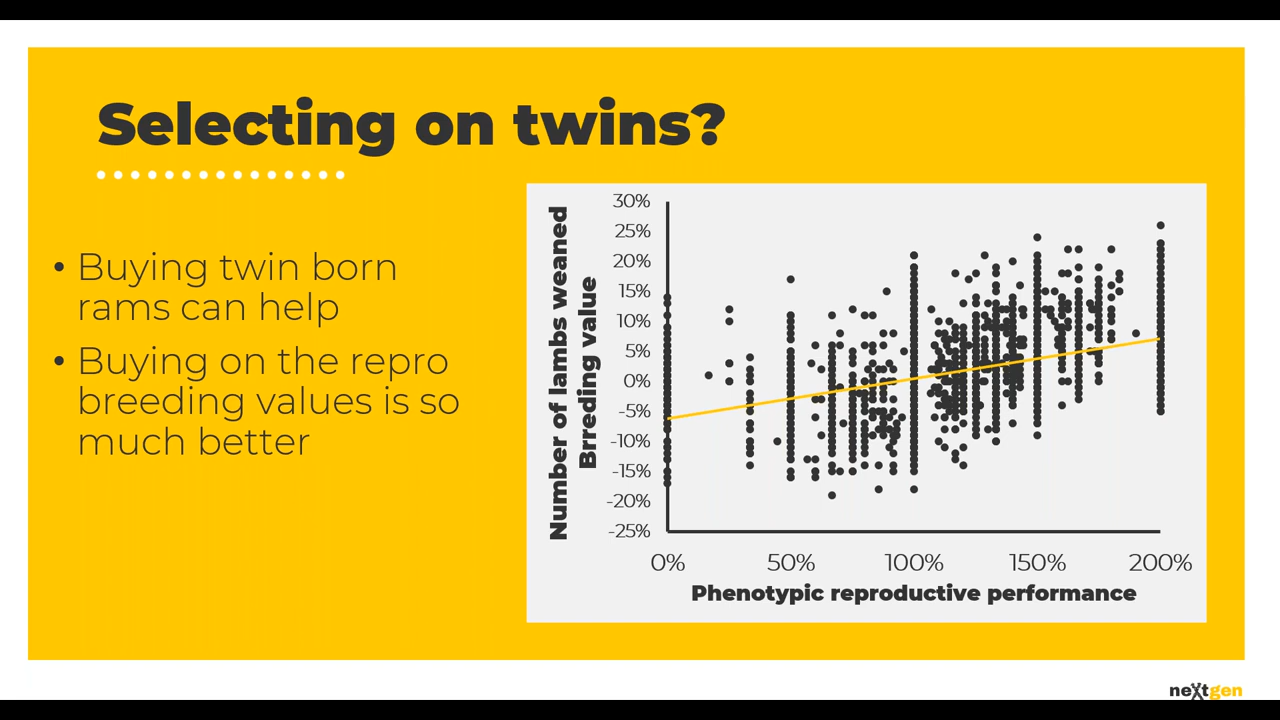 Selecting on twins?
• Buying twin born
rams can help
• Buying on the repro
breeding values is so
much better
Number of lambs weaned
Brreding value
30%
25%
20%
15%
10%
5%
0%
-5%
-10%
-15%
-20%
-25%
0% 50% 100% 150% 200%
Phenotypic reproductive performance
nextgen